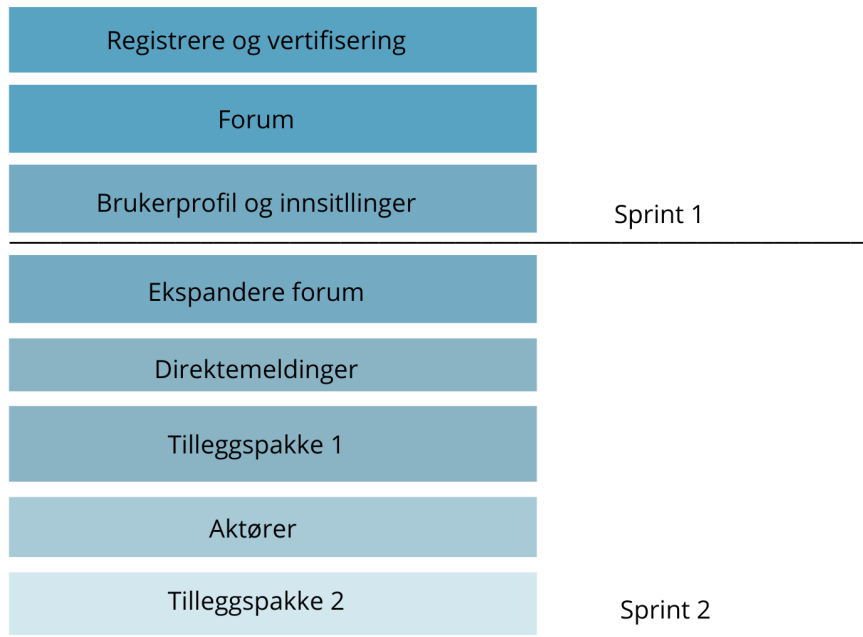 Registrere og vertifisering
Forum
Brukerprofil og innsitllinger
Sprint 1
Ekspandere forum
Direktemeldinger
Tilleggspakke 1
Aktører
Tilleggspakke 2
Sprint 2